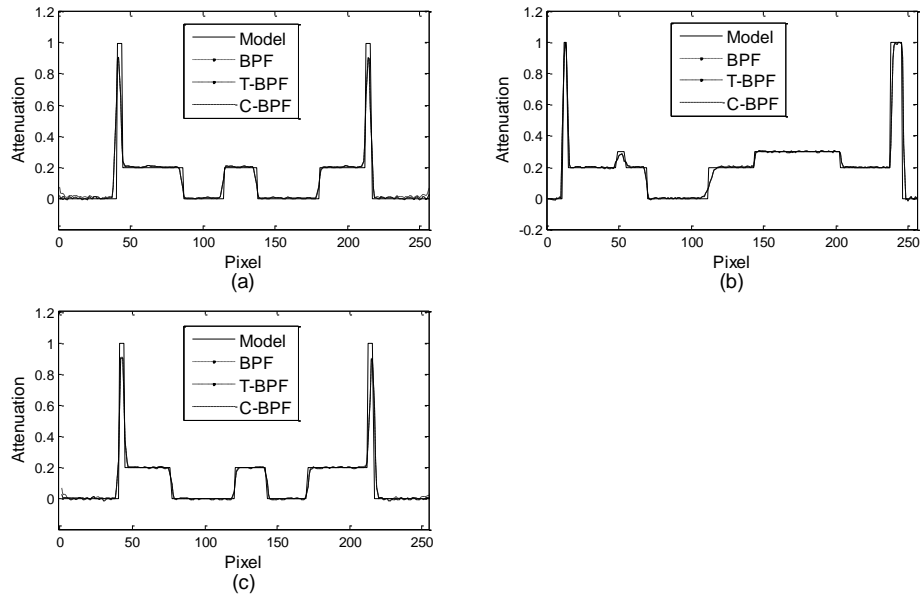 1.2
1
0.8
0.6
0.4
0.2
0
Attenuation
Model
BPF
T-BPF
C-BPF
0 50 100 150 200 250
Pixel
(a)
1.2
1
0.8
0.6
0.4
0.2
0
-0.2
Attenuation
Model
BPF
T-BPF
C-BPF
0 50 100 150 200 250
Pixel
(b)
1.2
1
0.8
0.6
0.4
0.2
0
Attenuation
Model
BPF
T-BPF
C-BPF
0 50 100 150 200 250
Pixel
(c)